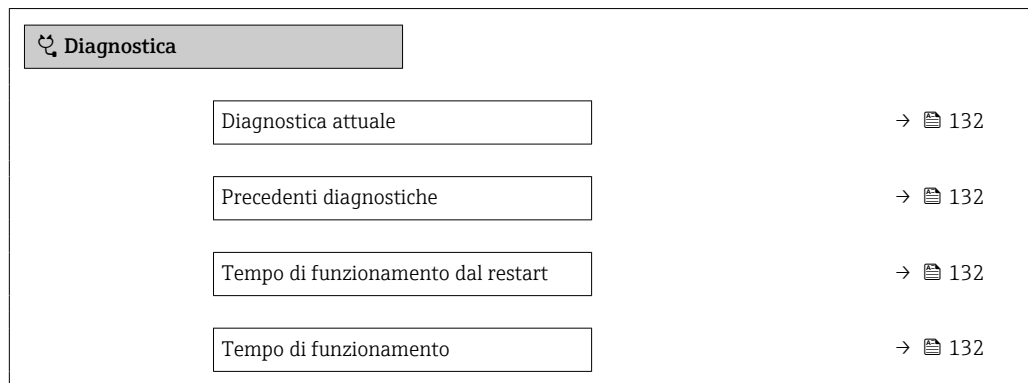 Diagnostica
Diagnostica attuale → 132
Precedenti diagnostiche → 132
Tempo di funzionamento dal restart → 132
Tempo di funzionamento → 132